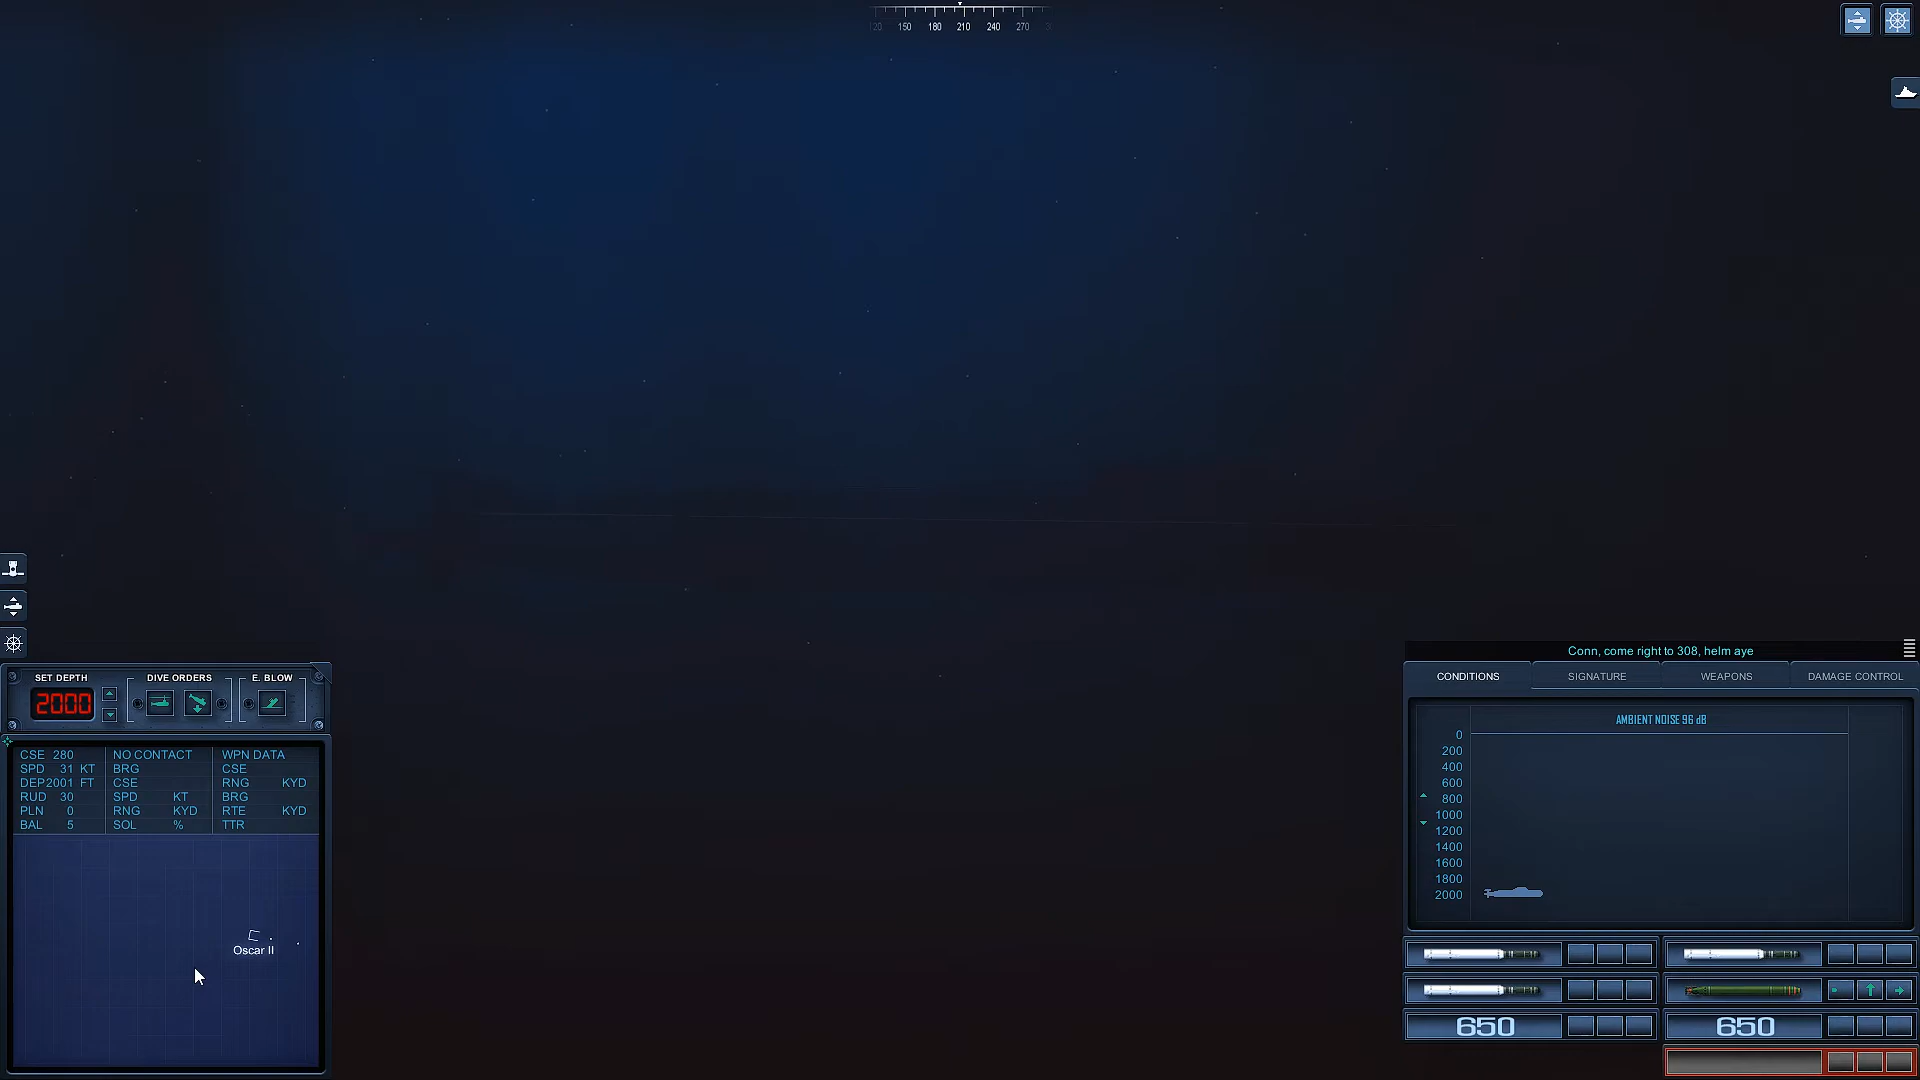 150 180 210 240 270
Conn, come right to 308, helm aye
SET DEPTH DIVE ORDERS E. BLOW
2000
CONDITIONS SIGNATURE WEAPONS DAMAGE CONTROL
AMBIENT NOISE 96 dB
0
200
400
600
800
1000
1200
1400
1600
1800
2000
CSE 280 NO CONTACT WPN DATA
SPD 31 KT BRG CSE
DEP2001 FT CSE RNG KYD
RUD 30 SPD KT BRG
PLN 0 RNG KYD RTE KYD
BAL 5 SOL % TTR
Oscar II
650 650